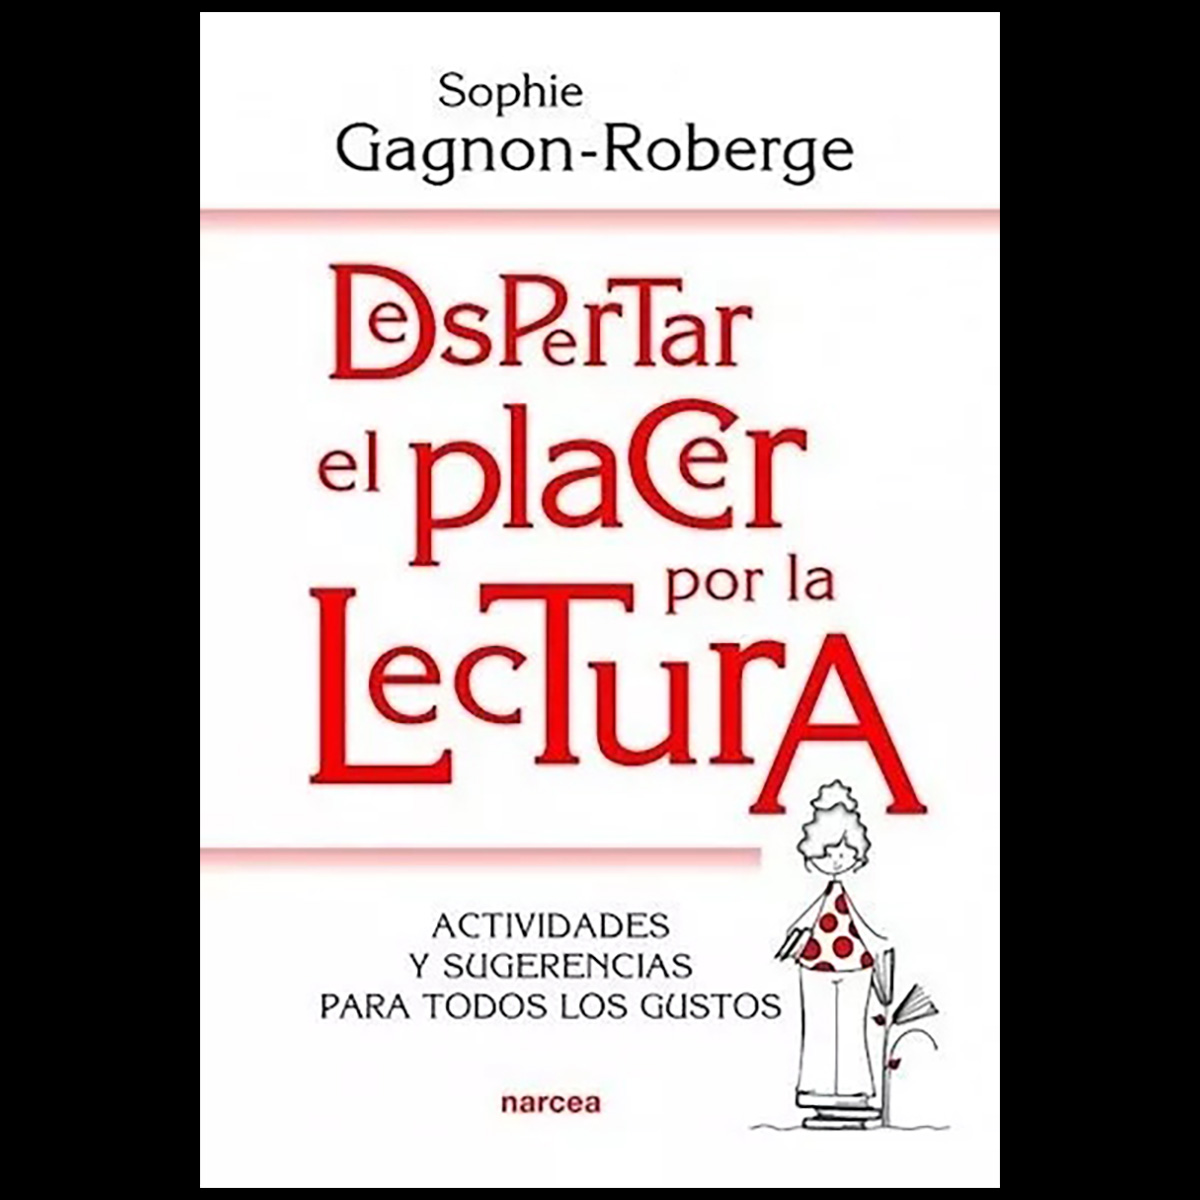 Sophie
Gagnon-Roberge
Despertar
el placer
por la
Lectura
ACTIVIDADES
Y SUGERENCIAS
PARA TODOS LOS GUSTOS
narcea